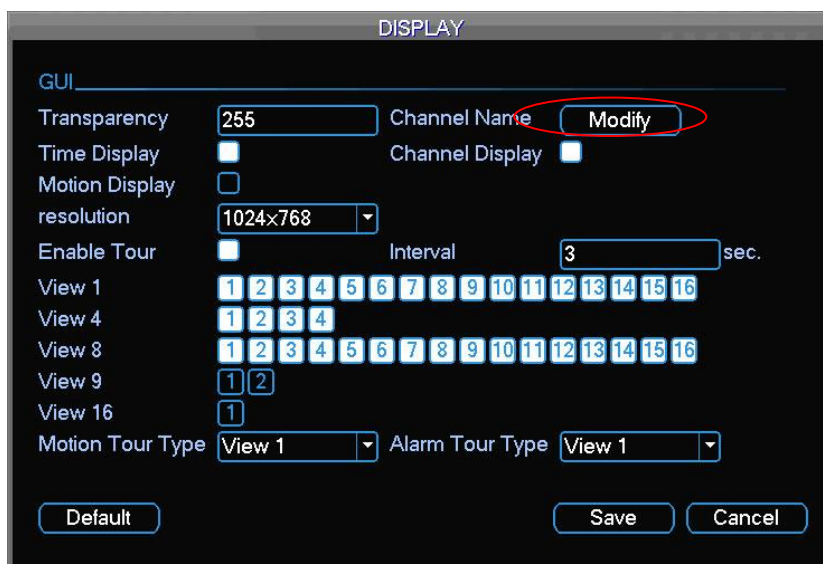 DISPLAY
GUI
Transparency 255 Channel Name Modify
Time Display Channel Display
Motion Display
resolution 1024×768
Enable Tour Interval 3 sec.
View 1 1 2 3 4 5 6 7 8 9 10 11 12 13 14 15 16
View 4 1 2 3 4
View 8 1 2 3 4 5 6 7 8 9 10 11 12 13 14 15 16
View 9 1 2
View 16 1
Motion Tour Type View 1 Alarm Tour Type View 1
Default Save Cancel